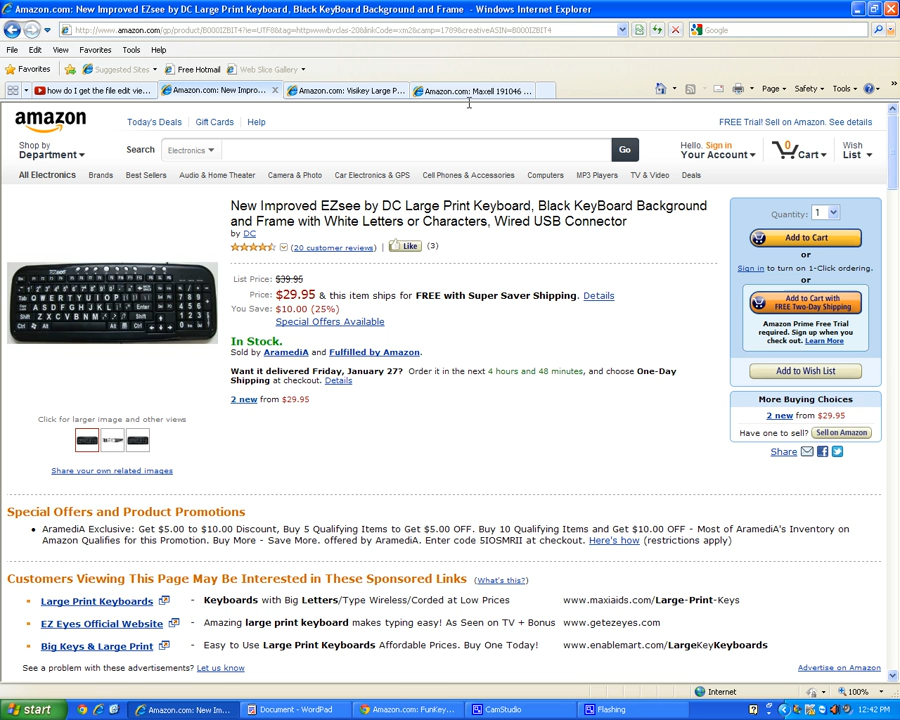 Amazon.com: New Improved EZsee by DC Large Print Keyboard, Black KeyBoard Background and Frame - Windows Internet Explorer
File Edit View Favorites Tools Help
Google
Favorites Suggested Sites Free Hotmail Web Slice Gallery
how do I get the file edit vie... Amazon.com: New Impro... Amazon.com: Visikey Large P... Amazon.com: Maxell 191046 ...
Page Safety Tools
amazon
Today's Deals Gift Cards Help
FREE Trial! Sell on Amazon. See details
Shop by
Department
Search Electronics Go
Hello. Sign in
Your Account
0
Cart
Wish
List
All Electronics Brands Best Sellers Audio & Home Theater Camera & Photo Car Electronics & GPS Cell Phones & Accessories Computers MP3 Players TV & Video Deals
New Improved EZsee by DC Large Print Keyboard, Black KeyBoard Background
and Frame with White Letters or Characters, Wired USB Connector
by DC
(20 customer reviews) | Like (3)
List Price: $39.95
Price: $29.95 & this item ships for FREE with Super Saver Shipping. Details
You Save: $10.00 (25%)
Special Offers Available
In Stock.
Sold by AramediA and Fulfilled by Amazon.
Want it delivered Friday, January 27? Order it in the next 4 hours and 48 minutes, and choose One-Day
Shipping at checkout. Details
2 new from $29.95
Click for larger image and other views
Share your own related images
Quantity: 1
Add to Cart
or
Sign in to turn on 1-Click ordering.
or
Add to Cart with
FREE Two-Day Shipping
Amazon Prime Free Trial
required. Sign up when you
check out. Learn More
Add to Wish List
More Buying Choices
2 new from $29.95
Have one to sell? Sell on Amazon
Share
Special Offers and Product Promotions
AramediA Exclusive: Get $5.00 to $10.00 Discount, Buy 5 Qualifying Items to Get $5.00 OFF. Buy 10 Qualifying Items and Get $10.00 OFF - Most of AramediA's Inventory on
Amazon Qualifies for this Promotion. Buy More - Save More. offered by AramediA. Enter code 5IOSMRII at checkout. Here's how (restrictions apply)
Customers Viewing This Page May Be Interested in These Sponsored Links (What's this?)
Large Print Keyboards - Keyboards with Big Letters/Type Wireless/Corded at Low Prices www.maxiaids.com/Large-Print-Keys
EZ Eyes Official Website - Amazing large print keyboard makes typing easy! As Seen on TV + Bonus www.getezeyes.com
Big Keys & Large Print - Easy to Use Large Print Keyboards Affordable Prices. Buy One Today! www.enablemart.com/LargeKeyKeyboards
See a problem with these advertisements? Let us know
Advertise on Amazon
Internet 100%
start Amazon.com: New Im... Document - WordPad Amazon.com: FunKey... CamStudio Flashing 12:42 PM